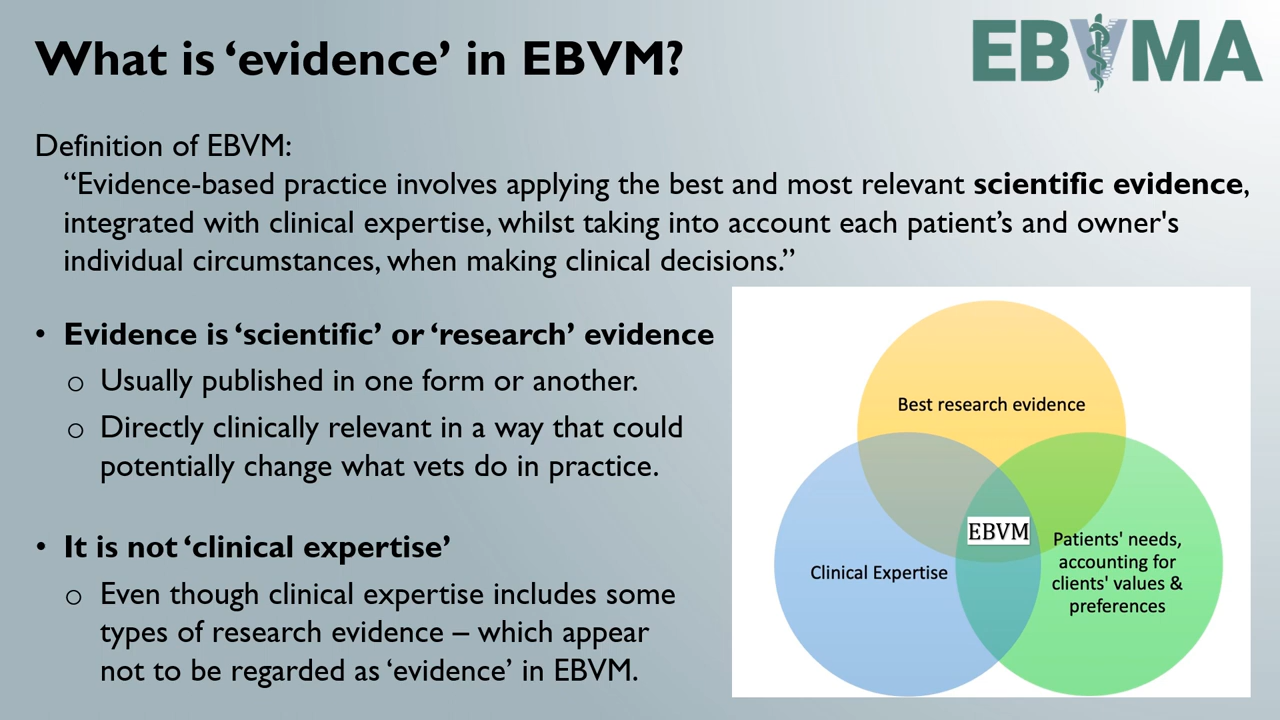 What is ‘evidence’ in EBVM?
EBVMA
Definition of EBVM:
“Evidence-based practice involves applying the best and most relevant scientific evidence,
integrated with clinical expertise, whilst taking into account each patient’s and owner's
individual circumstances, when making clinical decisions.”
• Evidence is ‘scientific’ or ‘research’ evidence
o Usually published in one form or another.
o Directly clinically relevant in a way that could
potentially change what vets do in practice.
• It is not ‘clinical expertise’
o Even though clinical expertise includes some
types of research evidence – which appear
not to be regarded as ‘evidence’ in EBVM.
Best research evidence
EBVM
Clinical Expertise
Patients' needs,
accounting for
clients' values &
preferences